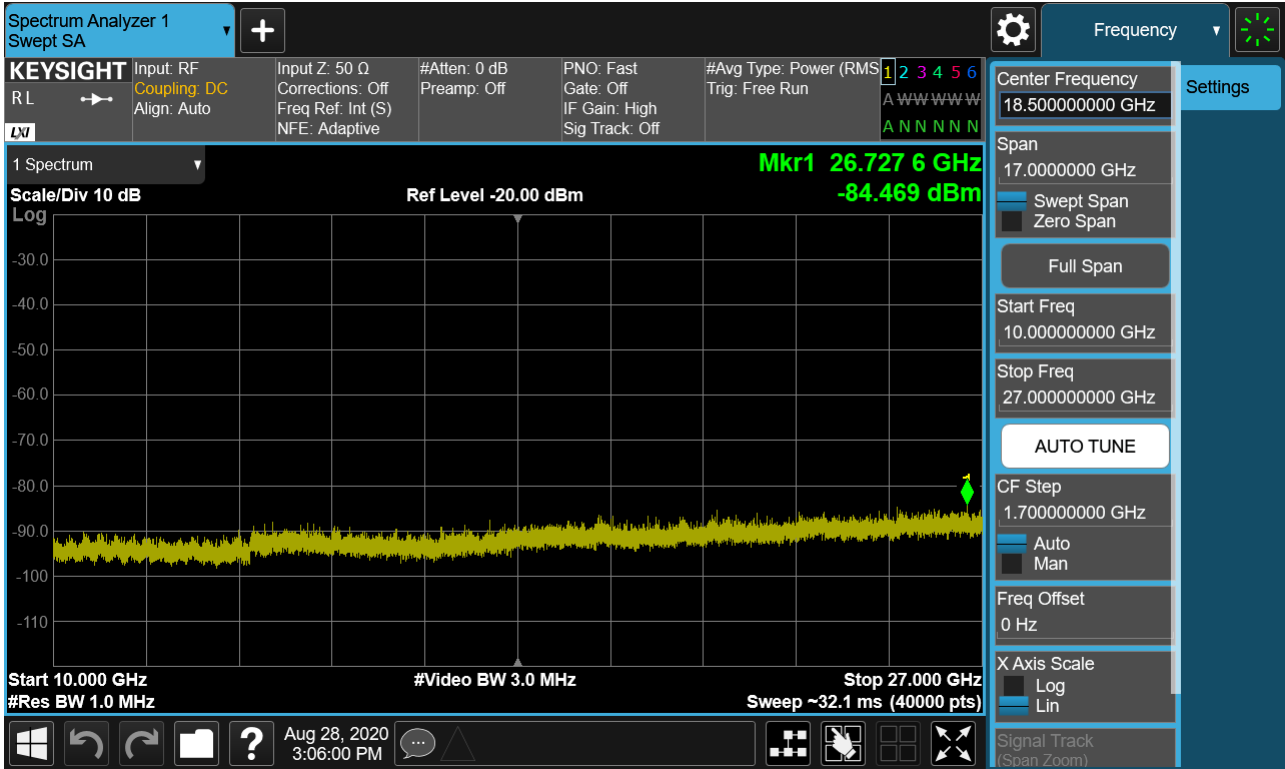 Spectrum Analyzer 1
Swept SA
+
Frequency
KEYSIGHT
R L
LXI
Input: RF
Coupling: DC
Align: Auto
Input Z: 50 Ω
Corrections: Off
Freq Ref: Int (S)
NFE: Adaptive
#Atten: 0 dB
Preamp: Off
PNO: Fast
Gate: Off
IF Gain: High
Sig Track: Off
#Avg Type: Power (RMS
Trig: Free Run
1 2 3 4 5 6
A W W W W W
A N N N N N
1 Spectrum
Mkr1 26.727 6 GHz
-84.469 dBm
Scale/Div 10 dB
Ref Level -20.00 dBm
Log
-30.0
-40.0
-50.0
-60.0
-70.0
-80.0
-90.0
-100
-110
1
Start 10.000 GHz
#Video BW 3.0 MHz
Stop 27.000 GHz
#Res BW 1.0 MHz
Sweep ~32.1 ms (40000 pts)
Center Frequency
18.500000000 GHz
Span
17.0000000 GHz
Swept Span
Zero Span
Full Span
Start Freq
10.000000000 GHz
Stop Freq
27.000000000 GHz
AUTO TUNE
CF Step
1.700000000 GHz
Auto
Man
Freq Offset
0 Hz
X Axis Scale
Log
Lin
Signal Track
(Span Zoom)
Settings
?
Aug 28, 2020
3:06:00 PM